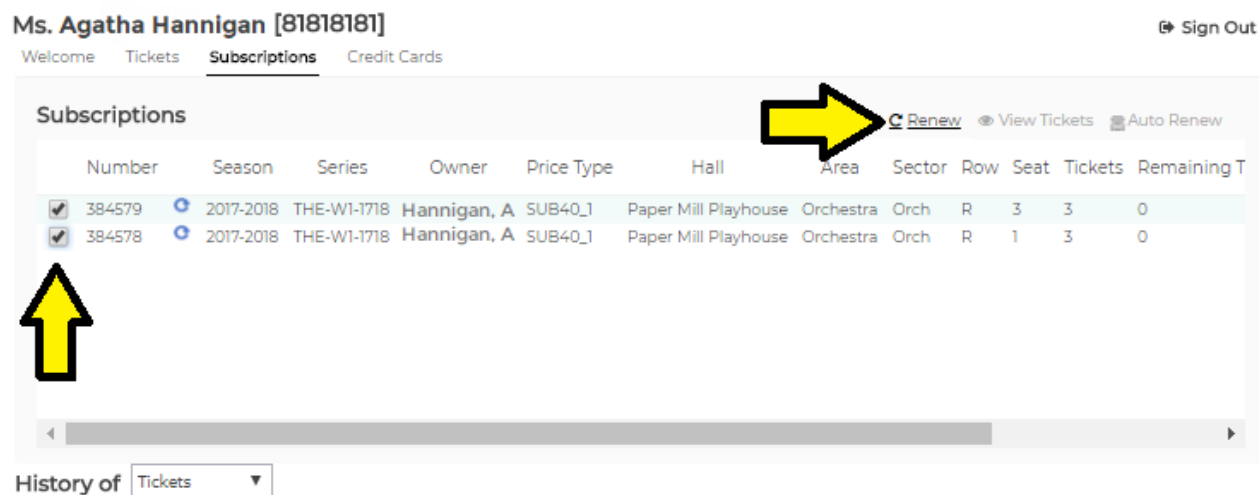 Ms. Agatha Hannigan [81818181] Sign Out
Welcome Tickets Subscriptions Credit Cards
Subscriptions Renew View Tickets Auto Renew
Number Season Series Owner Price Type Hall Area Sector Row Seat Tickets Remaining T
384579 2017-2018 THE-W1-1718 Hannigan, A SUB40_1 Paper Mill Playhouse Orchestra Orch R 3 3 0
384578 2017-2018 THE-W1-1718 Hannigan, A SUB40_1 Paper Mill Playhouse Orchestra Orch R 1 3 0
History of Tickets